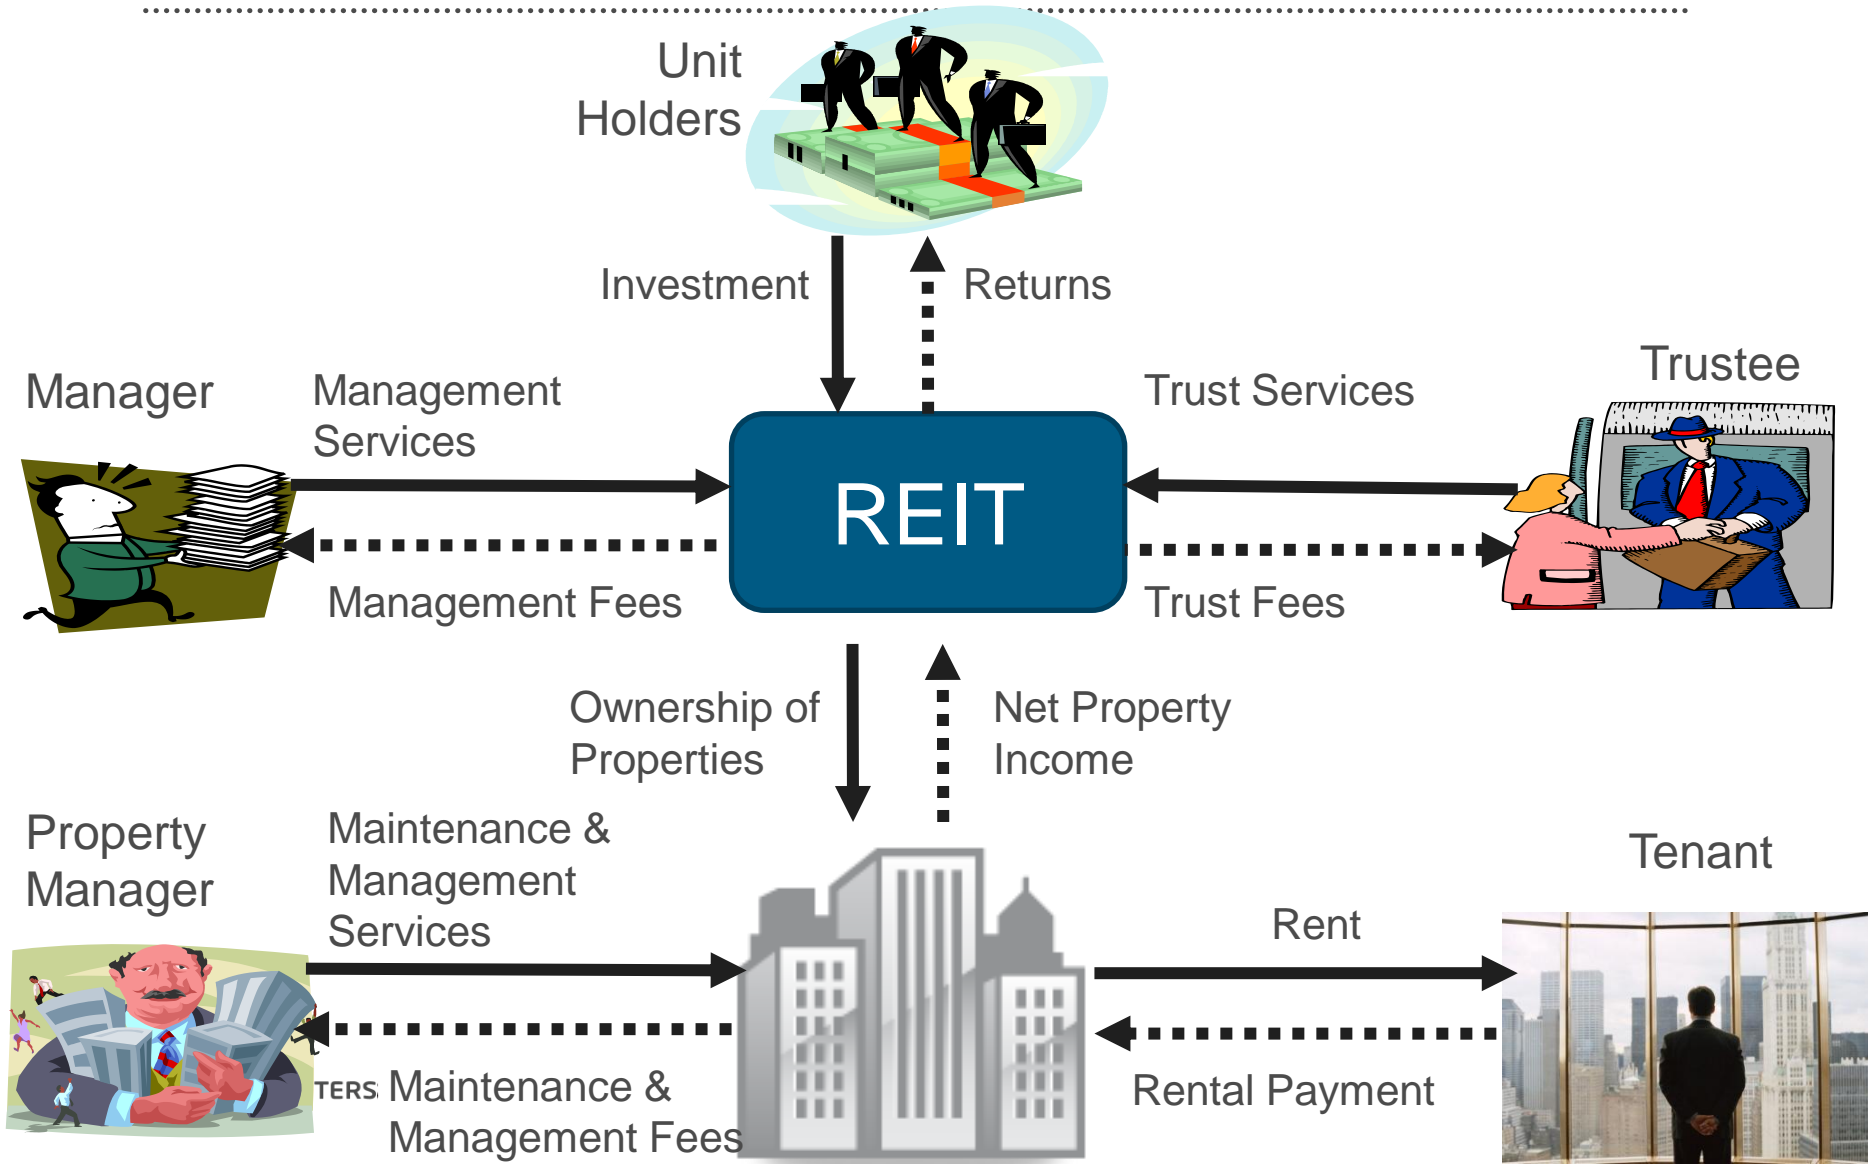 Unit
Holders
Investment
Returns
Manager
Management
Services
Trust Services
Trustee
REIT
Management Fees
Trust Fees
Ownership of
Properties
Net Property
Income
Property
Manager
Maintenance &
Management
Services
Tenant
Rent
TERS
Maintenance &
Management Fees
Rental Payment